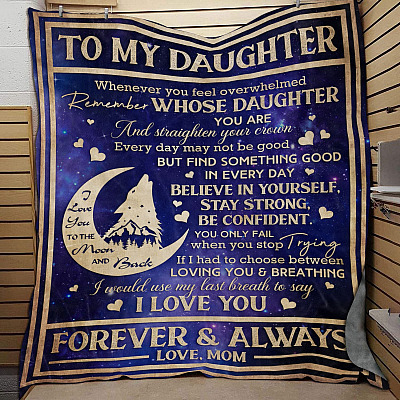 TO MY DAUGHTER
Whenever you feel overwhelmed
Remember WHOSE DAUGHTER
YOU ARE
And straighten your crown
Every day may not be good
BUT FIND SOMETHING GOOD
IN EVERY DAY
BELIEVE IN YOURSELF,
STAY STRONG,
BE CONFIDENT.
YOU ONLY FAIL
when you stop Trying
If I had to choose between
LOVING YOU & BREATHING
I would use my last breath to say
I LOVE YOU
I
Love
You
TO THE
Moon
AND
Back
FOREVER & ALWAYS
LOVE, MOM